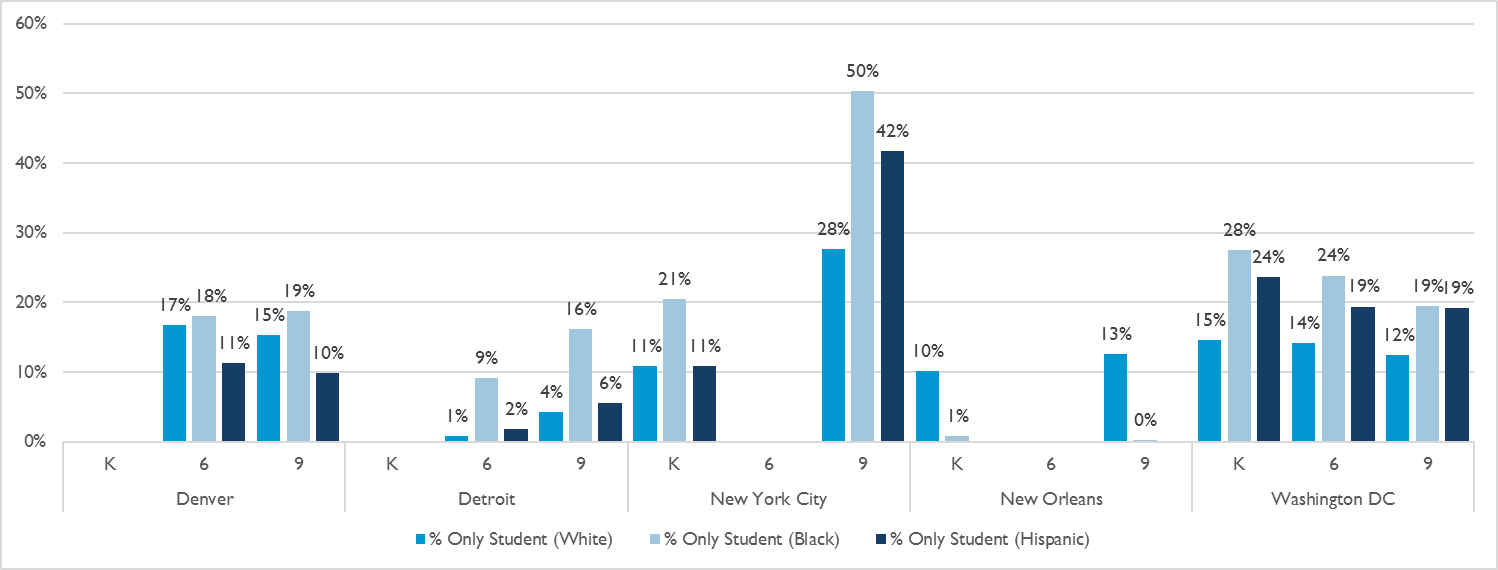 60%
50%
40%
30%
20%
10%
0%
17% 18% 11% 15% 19% 10%
1% 9% 2% 4% 16% 6%
11% 21% 11% 28% 50% 42%
10% 1% 13% 0%
15% 28% 24% 14% 24% 19% 12% 19% 19%
K 6 9 K 6 9 K 6 9 K 6 9 K 6 9
Denver Detroit New York City New Orleans Washington DC
% Only Student (White) % Only Student (Black) % Only Student (Hispanic)